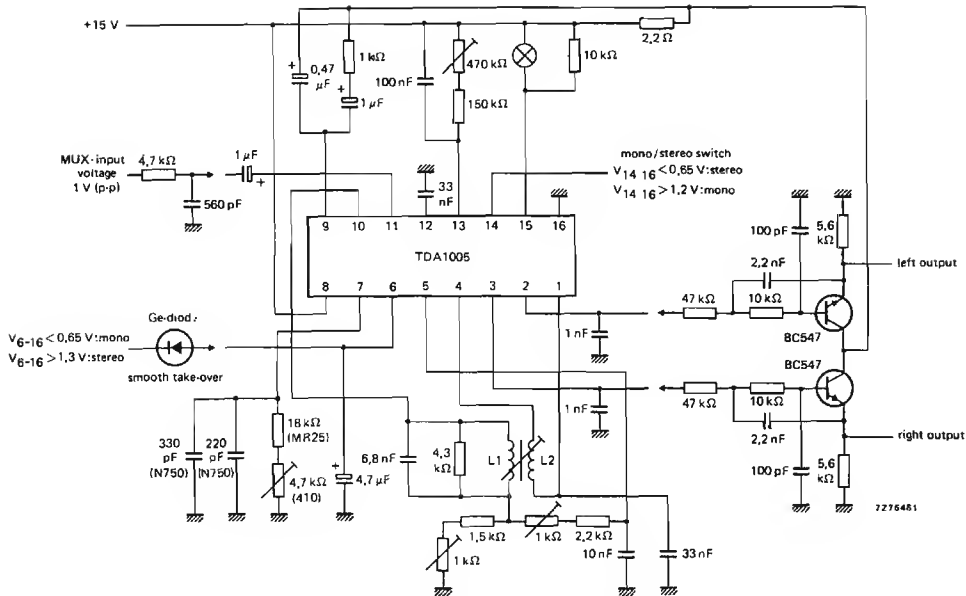 +15 V
2,2 Ω
0,47
µF
+
1 kΩ
+
1 µF
100 nF
470 kΩ
150 kΩ
10 kΩ
MUX-input
voltage
1 V (p-p)
4,7 kΩ
560 pF
1 µF
+
33
nF
mono/stereo switch
V14 16 <0,65 V: stereo
V14 16 >1,2 V: mono
9 10 11 12 13 14 15 16
TDA1005
8 7 6 5 4 3 2 1
100 pF
5,6
kΩ
left output
2,2 nF
47 kΩ
10 kΩ
BC547
1 nF
V6-16 <0,65 V: mono
V6-16 >1,3 V: stereo
Ge-diode
smooth take-over
BC547
47 kΩ
10 kΩ
1 nF
2,2 nF
right output
100 pF
5,6
kΩ
330
pF
(N750)
220
pF
(N750)
18 kΩ
(MR25)
4,7 kΩ
(410)
+
4,7 µF
6,8 nF
4,3
kΩ
L1
L2
1,5 kΩ
1 kΩ
1 kΩ
2,2 kΩ
10 nF
33 nF
7276481